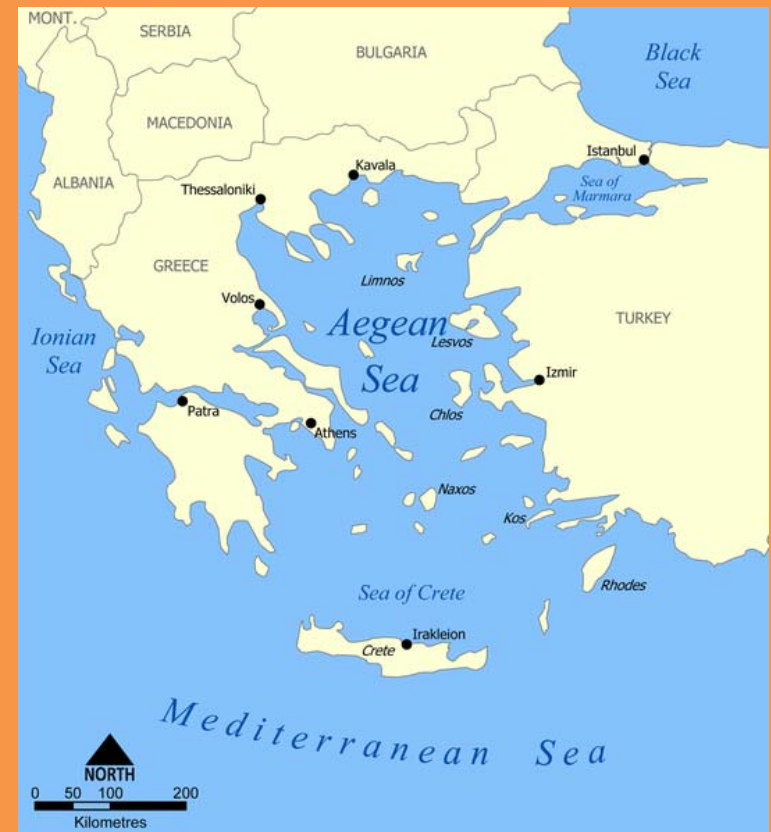 MONT.
SERBIA
BULGARIA
Black
Sea
MACEDONIA
Istanbul
Kavala
ALBANIA
Thessaloniki
Sea of
Marmara
GREECE
Limnos
Volos
Aegean
Sea
TURKEY
Ionian
Sea
Lesvos
Izmir
Patra
Chlos
Athens
Naxos
Kos
Rhodes
Sea of Crete
Irakleion
Crete
Mediterranean Sea
NORTH
0 50 100 200
Kilometres